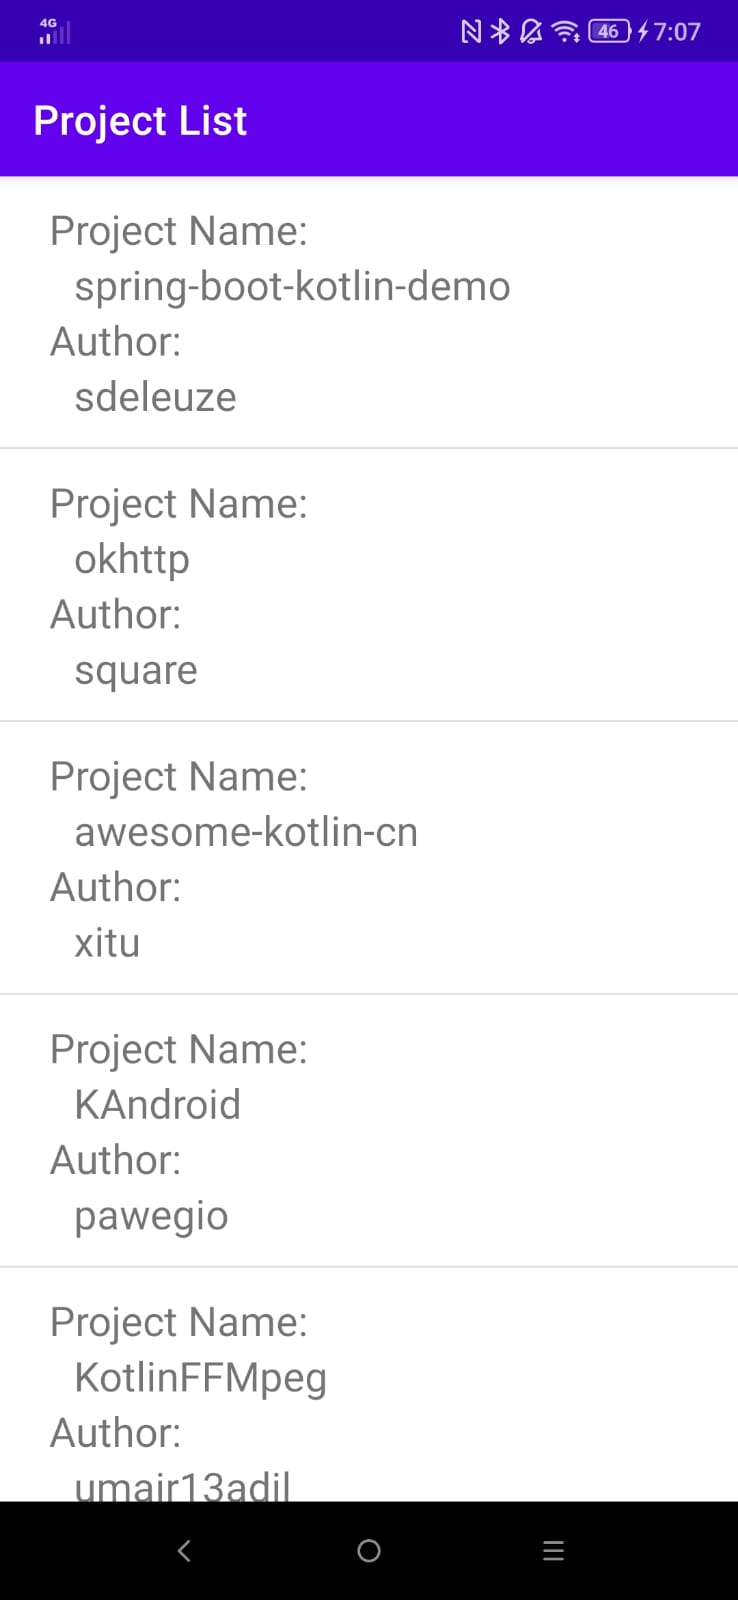 4G
46 7:07
Project List
Project Name:
spring-boot-kotlin-demo
Author:
sdeleuze
Project Name:
okhttp
Author:
square
Project Name:
awesome-kotlin-cn
Author:
xitu
Project Name:
KAndroid
Author:
pawegio
Project Name:
KotlinFFMpeg
Author:
umair13adil